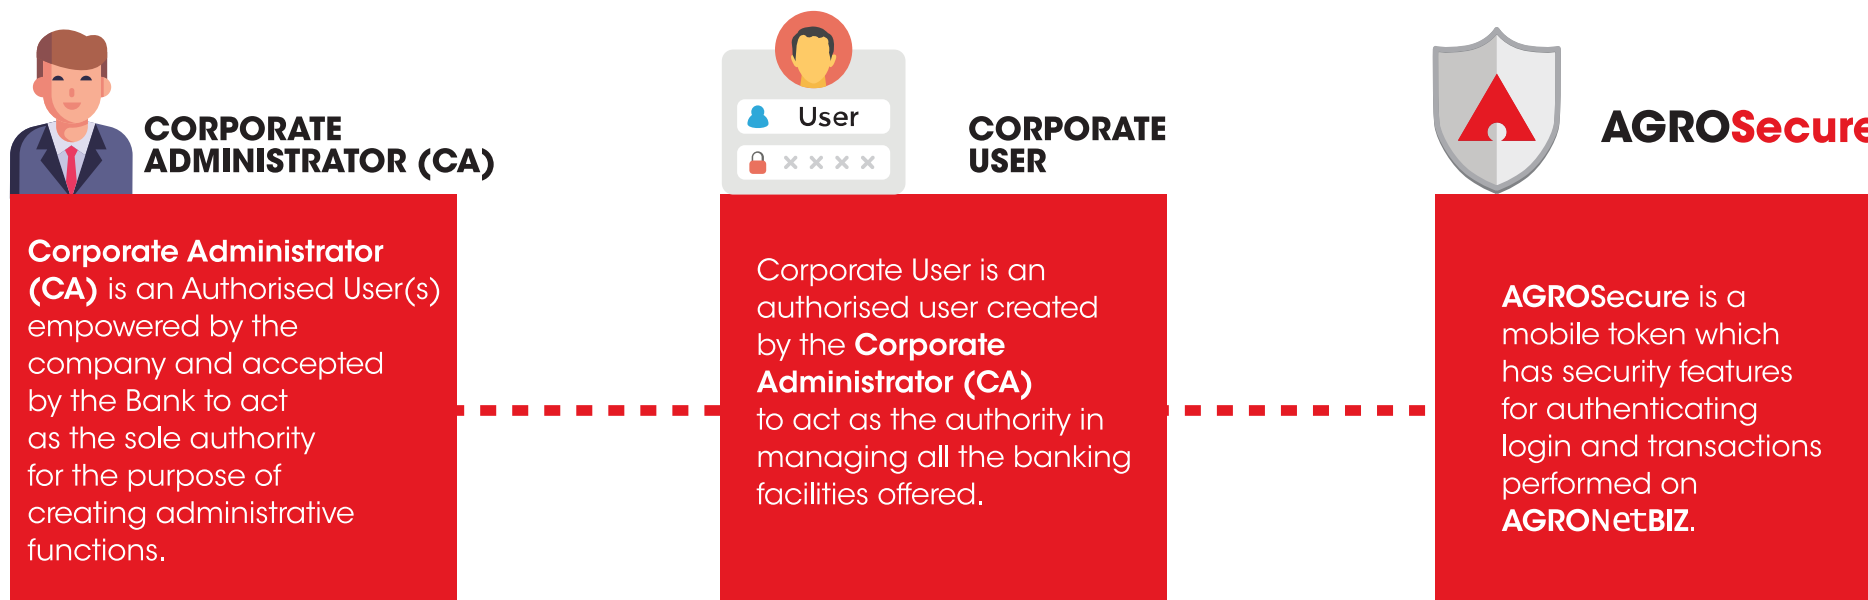 CORPORATE
ADMINISTRATOR (CA)
Corporate Administrator
(CA) is an Authorised User(s)
empowered by the
company and accepted
by the Bank to act
as the sole authority
for the purpose of
creating administrative
functions.
User
××××
CORPORATE
USER
Corporate User is an
authorised user created
by the Corporate
Administrator (CA)
to act as the authority in
managing all the banking
facilities offered.
AGROSecure
AGROSecure is a
mobile token which
has security features
for authenticating
login and transactions
performed on
AGRONetBIZ.